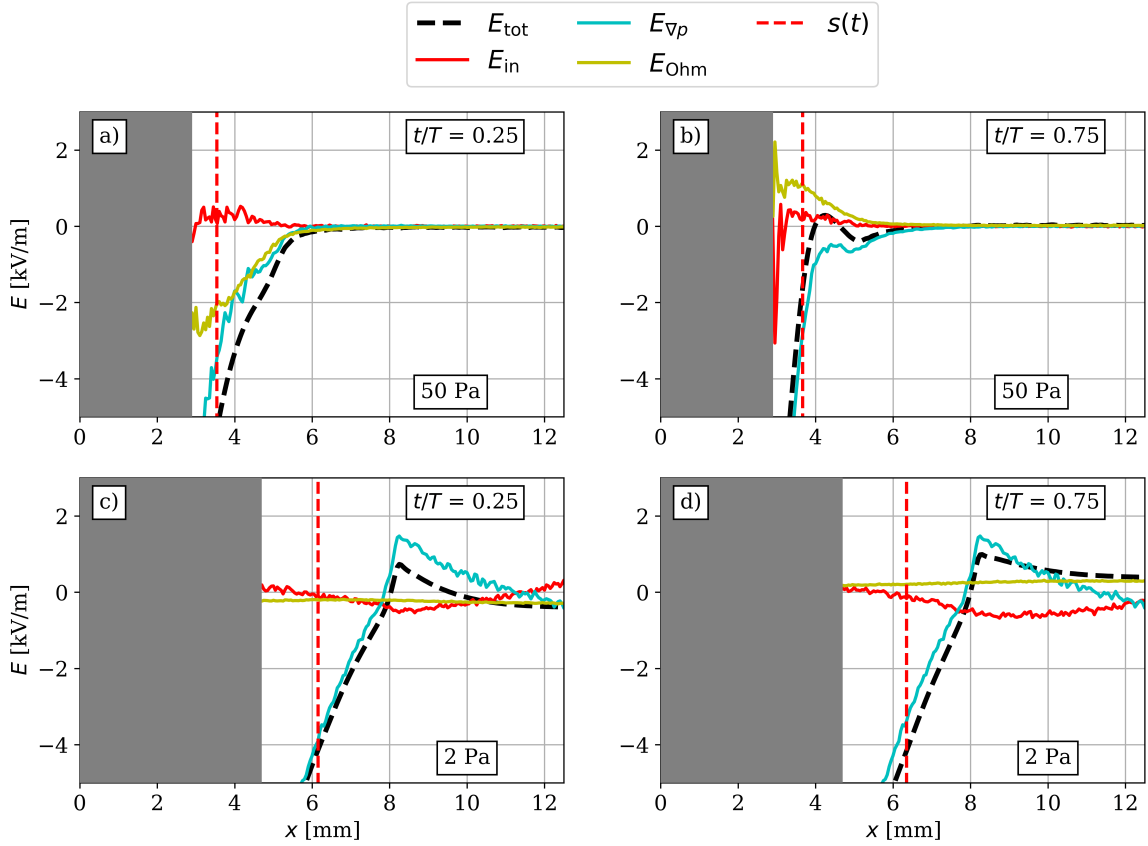 E_tot E_∇p s(t)
E_in E_Ohm
a) t/T = 0.25
b) t/T = 0.75
2
0
−2
−4
E [kV/m]
50 Pa
0 2 4 6 8 10 12
2
0
−2
−4
50 Pa
0 2 4 6 8 10 12
c) t/T = 0.25
d) t/T = 0.75
2
0
−2
−4
E [kV/m]
2 Pa
0 2 4 6 8 10 12
x [mm]
2
0
−2
−4
E [kV/m]
2 Pa
0 2 4 6 8 10 12
x [mm]